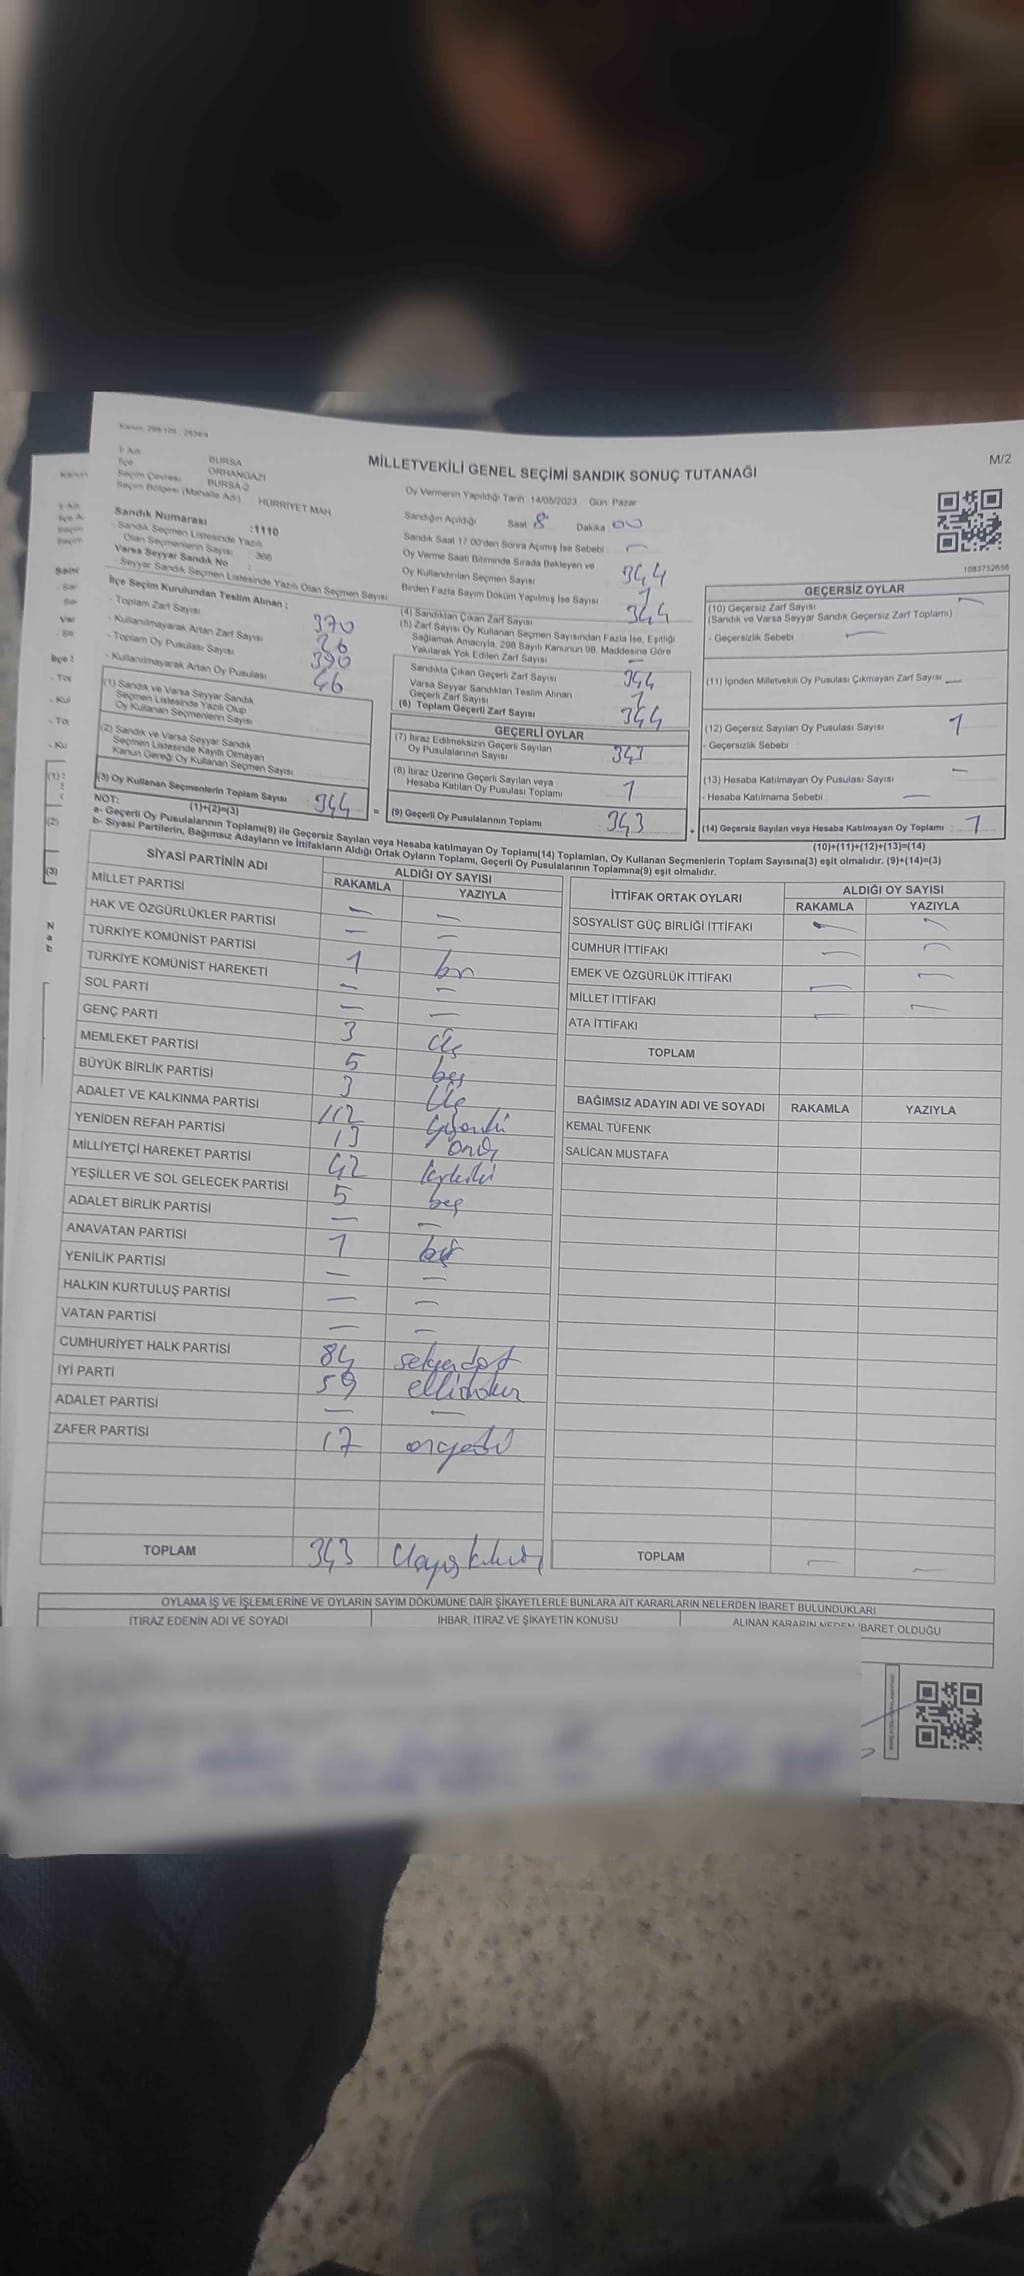 Kanun, 298/105 , 2839/4
M/2
MİLLETVEKİLİ GENEL SEÇİMİ SANDIK SONUÇ TUTANAĞI
İl Adı BURSA
İlçe ORHANGAZİ
Seçim Çevresi BURSA-2
Seçim Bölgesi (Mahalle Adı) HÜRRİYET MAH
Sandık Numarası :1110
- Sandık Seçmen Listesinde Yazılı
Olan Seçmenlerin Sayısı : 366
Varsa Seyyar Sandık No :
- Seyyar Sandık Seçmen Listesinde Yazılı Olan Seçmen Sayısı
İlçe Seçim Kurulundan Teslim Alınan ;
- Toplam Zarf Sayısı 370
- Kullanılmayarak Artan Zarf Sayısı 26
- Toplam Oy Pusulası Sayısı 390
- Kullanılmayarak Artan Oy Pusulası 46
(1) Sandık ve Varsa Seyyar Sandık
Seçmen Listesinde Yazılı Olup
Oy Kullanan Seçmenlerin Sayısı
(2) Sandık ve Varsa Seyyar Sandık
Seçmen Listesinde Kayıtlı Olmayan
Kanun Gereği Oy Kullanan Seçmen Sayısı
(3) Oy Kullanan Seçmenlerin Toplam Sayısı 344
(1)+(2)=(3)
Oy Vermenin Yapıldığı Tarih : 14/05/2023 Gün: Pazar
Sandığın Açıldığı Saat 8 Dakika 00
Sandık Saat 17.00'den Sonra Açılmış İse Sebebi —
Oy Verme Saati Bitiminde Sırada Bekleyen ve
Oy Kullandırılan Seçmen Sayısı 344
Birden Fazla Sayım Döküm Yapılmış İse Sayısı 1
(4) Sandıktan Çıkan Zarf Sayısı 344
(5) Zarf Sayısı Oy Kullanan Seçmen Sayısından Fazla İse, Eşitliği
Sağlamak Amacıyla, 298 Sayılı Kanunun 98. Maddesine Göre
Yakılarak Yok Edilen Zarf Sayısı —
Sandıkta Çıkan Geçerli Zarf Sayısı 344
Varsa Seyyar Sandıktan Teslim Alınan
Geçerli Zarf Sayısı 1
(6) Toplam Geçerli Zarf Sayısı 344
GEÇERLİ OYLAR
(7) İtiraz Edilmeksizin Geçerli Sayılan
Oy Pusulalarının Sayısı 343
(8) İtiraz Üzerine Geçerli Sayılan veya
Hesaba Katılan Oy Pusulası Toplamı 1
(9) Geçerli Oy Pusulalarının Toplamı 343
1083752656
GEÇERSİZ OYLAR
(10) Geçersiz Zarf Sayısı —
(Sandık ve Varsa Seyyar Sandık Geçersiz Zarf Toplamı)
- Geçersizlik Sebebi —
(11) İçinden Milletvekili Oy Pusulası Çıkmayan Zarf Sayısı —
(12) Geçersiz Sayılan Oy Pusulası Sayısı 1
- Geçersizlik Sebebi :
(13) Hesaba Katılmayan Oy Pusulası Sayısı —
- Hesaba Katılmama Sebebi : —
(14) Geçersiz Sayılan veya Hesaba Katılmayan Oy Toplamı : 1
(10)+(11)+(12)+(13)=(14)
NOT:
a- Geçerli Oy Pusulalarının Toplamı(9) ile Geçersiz Sayılan veya Hesaba katılmayan Oy Toplamı(14) Toplamları, Oy Kullanan Seçmenlerin Toplam Sayısına(3) eşit olmalıdır. (9)+(14)=(3)
b- Siyasi Partilerin, Bağımsız Adayların ve İttifakların Aldığı Ortak Oyların Toplamı, Geçerli Oy Pusulalarının Toplamına(9) eşit olmalıdır.
SİYASİ PARTİNİN ADI ALDIĞI OY SAYISI
RAKAMLA YAZIYLA
MİLLET PARTİSİ — —
HAK VE ÖZGÜRLÜKLER PARTİSİ — —
TÜRKİYE KOMÜNİST PARTİSİ 1 bir
TÜRKİYE KOMÜNİST HAREKETİ — —
SOL PARTİ — —
GENÇ PARTİ 3 üç
MEMLEKET PARTİSİ 5 beş
BÜYÜK BİRLİK PARTİSİ 3 üç
ADALET VE KALKINMA PARTİSİ 112
YENİDEN REFAH PARTİSİ 13
MİLLİYETÇİ HAREKET PARTİSİ 42 kırkiki
YEŞİLLER VE SOL GELECEK PARTİSİ 5 beş
ADALET BİRLİK PARTİSİ — —
ANAVATAN PARTİSİ 1 bir
YENİLİK PARTİSİ — —
HALKIN KURTULUŞ PARTİSİ — —
VATAN PARTİSİ — —
CUMHURİYET HALK PARTİSİ 84 seksendört
İYİ PARTİ 59 ellidokuz
ADALET PARTİSİ — —
ZAFER PARTİSİ 17 onyedi
TOPLAM 343
İTTİFAK ORTAK OYLARI ALDIĞI OY SAYISI
RAKAMLA YAZIYLA
SOSYALİST GÜÇ BİRLİĞİ İTTİFAKI — —
CUMHUR İTTİFAKI — —
EMEK VE ÖZGÜRLÜK İTTİFAKI — —
MİLLET İTTİFAKI — —
ATA İTTİFAKI
TOPLAM
BAĞIMSIZ ADAYIN ADI VE SOYADI RAKAMLA YAZIYLA
KEMAL TÜFENK
SALİCAN MUSTAFA
TOPLAM — —
OYLAMA İŞ VE İŞLEMLERİNE VE OYLARIN SAYIM DÖKÜMÜNE DAİR ŞİKAYETLERLE BUNLARA AİT KARARLARIN NELERDEN İBARET BULUNDUKLARI
İTİRAZ EDENİN ADI VE SOYADI İHBAR, İTİRAZ VE ŞİKAYETİN KONUSU ALINAN KARARIN NEDEN İBARET OLDUĞU